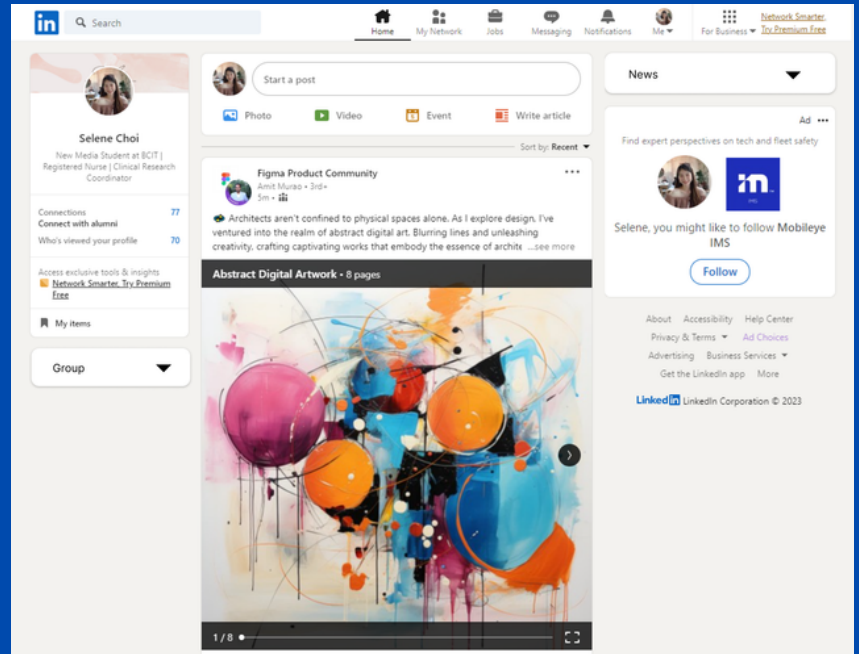 in
Search
Home
My Network
Jobs
Messaging
Notifications
Me
For Business
Network Smarter,
Try Premium Free
Selene Choi
New Media Student at BCIT |
Registered Nurse | Clinical Research
Coordinator
Connections 77
Connect with alumni
Who's viewed your profile 70
Access exclusive tools & insights
Network Smarter, Try Premium
Free
My items
Group
Start a post
Photo
Video
Event
Write article
Sort by: Recent
Figma Product Community
Amit Murao • 3rd+
5m •
Architects aren't confined to physical spaces alone. As I explore design, I've
ventured into the realm of abstract digital art. Blurring lines and unleashing
creativity, crafting captivating works that embody the essence of archite ...see more
Abstract Digital Artwork • 8 pages
1 / 8
News
Ad
Find expert perspectives on tech and fleet safety
IMS
Selene, you might like to follow Mobileye
IMS
Follow
About Accessibility Help Center
Privacy & Terms Ad Choices
Advertising Business Services
Get the LinkedIn app More
LinkedIn LinkedIn Corporation © 2023